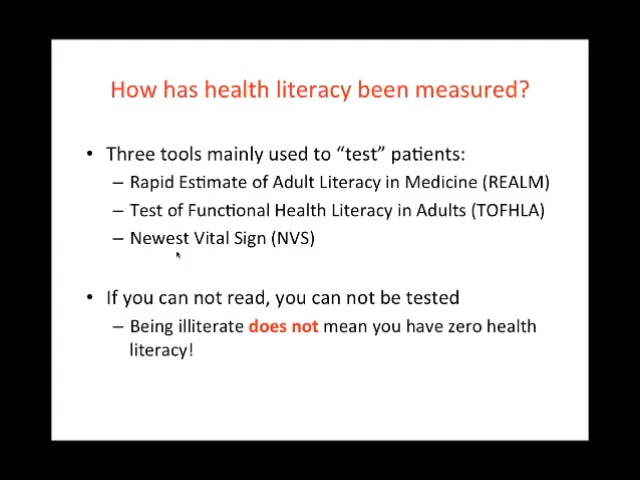 How has health literacy been measured?
• Three tools mainly used to “test” patients:
– Rapid Estimate of Adult Literacy in Medicine (REALM)
– Test of Functional Health Literacy in Adults (TOFHLA)
– Newest Vital Sign (NVS)
• If you can not read, you can not be tested
– Being illiterate does not mean you have zero health
literacy!